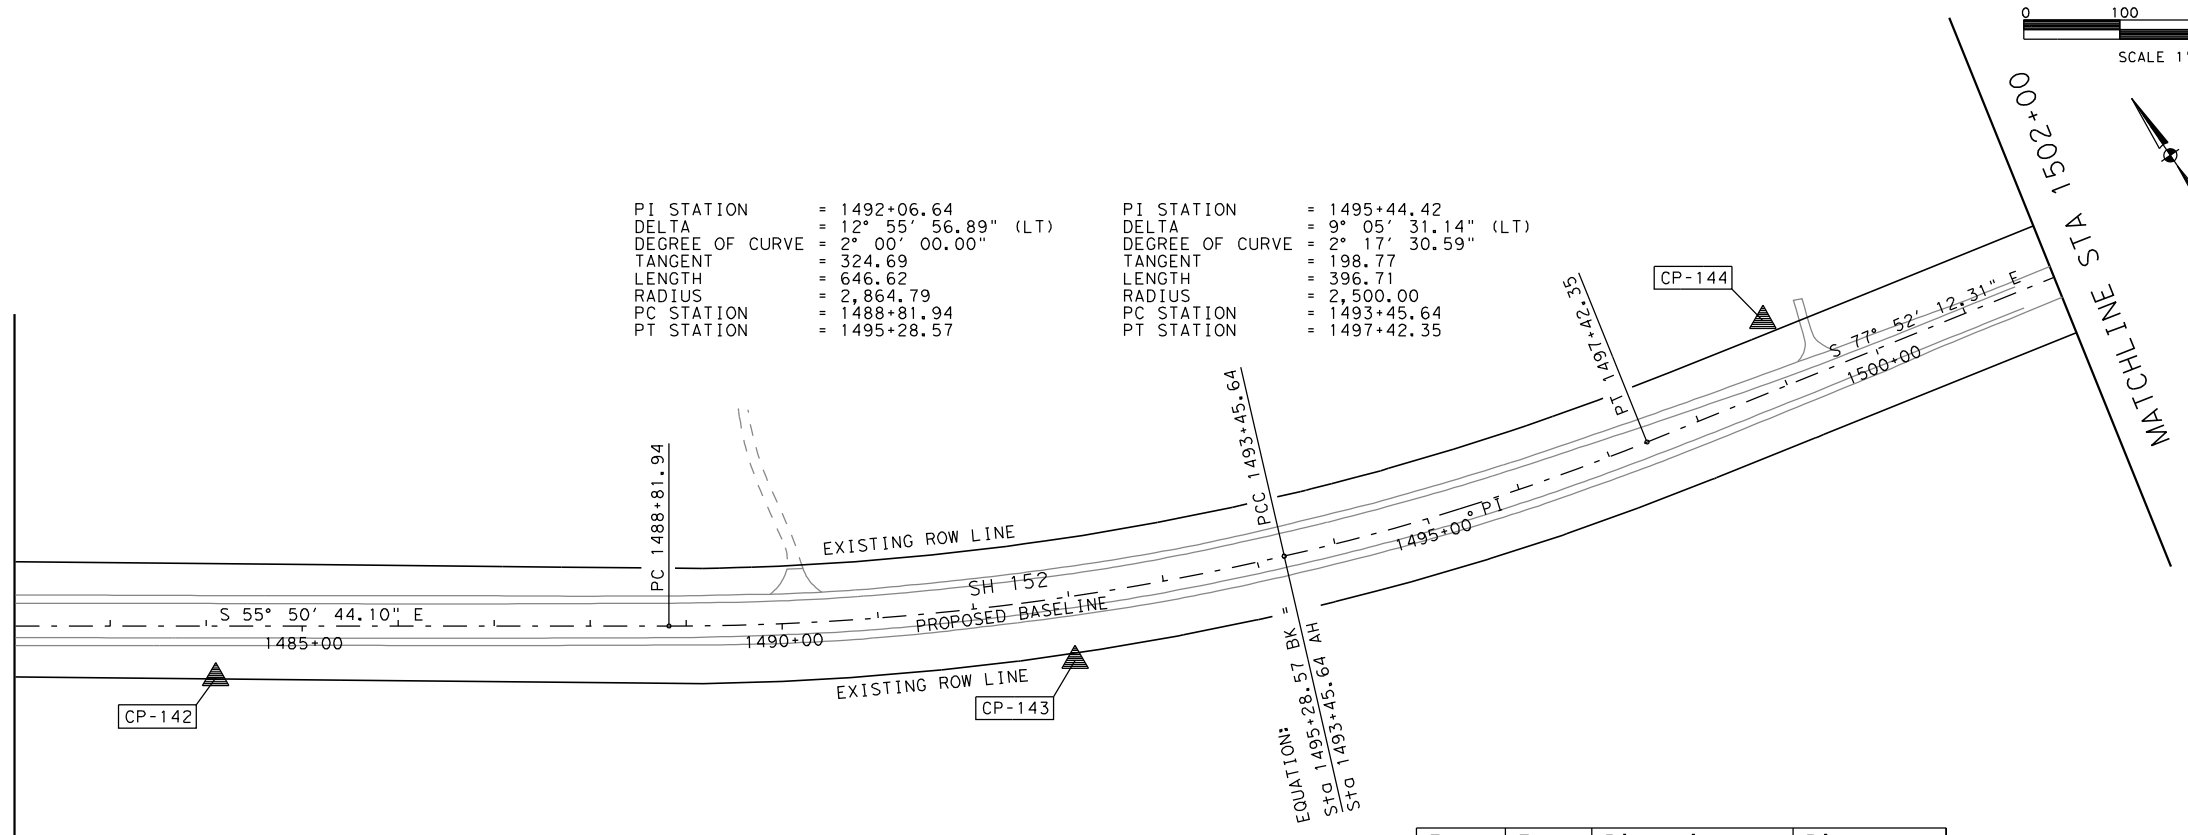 0 100
SCALE 1"
MATCHLINE STA 1502+00
PI STATION = 1492+06.64
DELTA = 12° 55' 56.89" (LT)
DEGREE OF CURVE = 2° 00' 00.00"
TANGENT = 324.69
LENGTH = 646.62
RADIUS = 2,864.79
PC STATION = 1488+81.94
PT STATION = 1495+28.57
PI STATION = 1495+44.42
DELTA = 9° 05' 31.14" (LT)
DEGREE OF CURVE = 2° 17' 30.59"
TANGENT = 198.77
LENGTH = 396.71
RADIUS = 2,500.00
PC STATION = 1493+45.64
PT STATION = 1497+42.35
CP-144
S 77° 52' 12.31" E
1500+00
PT 1497+42.35
PCC 1493+45.64
PC 1488+81.94
EXISTING ROW LINE
SH 152
PROPOSED BASELINE
1495+00
PI
S 55° 50' 44.10" E
1485+00
1490+00
EXISTING ROW LINE
CP-142
CP-143
EQUATION:
Sta 1495+28.57 BK =
Sta 1493+45.64 AH